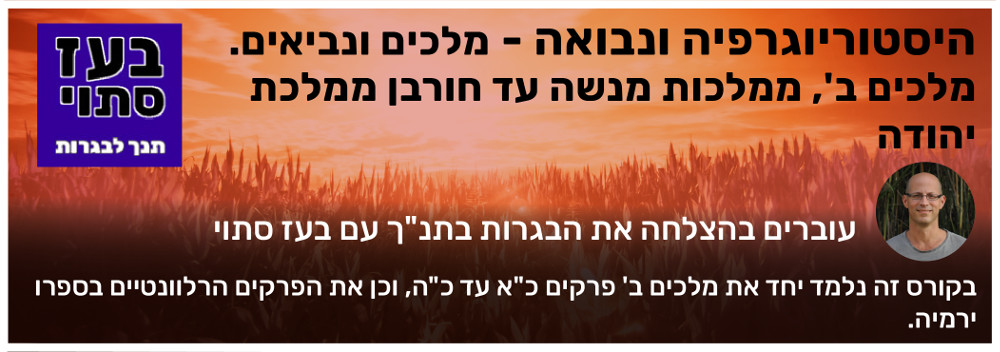 היסטוריוגרפיה ונבואה - מלכים ונביאים.
מלכים ב', ממלכות מנשה עד חורבן ממלכת
יהודה
בעז
סתוי
תנך לבגרות
עוברים בהצלחה את הבגרות בתנ"ך עם בעז סתוי
בקורס זה נלמד יחד את מלכים ב' פרקים כ"א עד כ"ה, וכן את הפרקים הרלוונטיים בספרו
ירמיה.